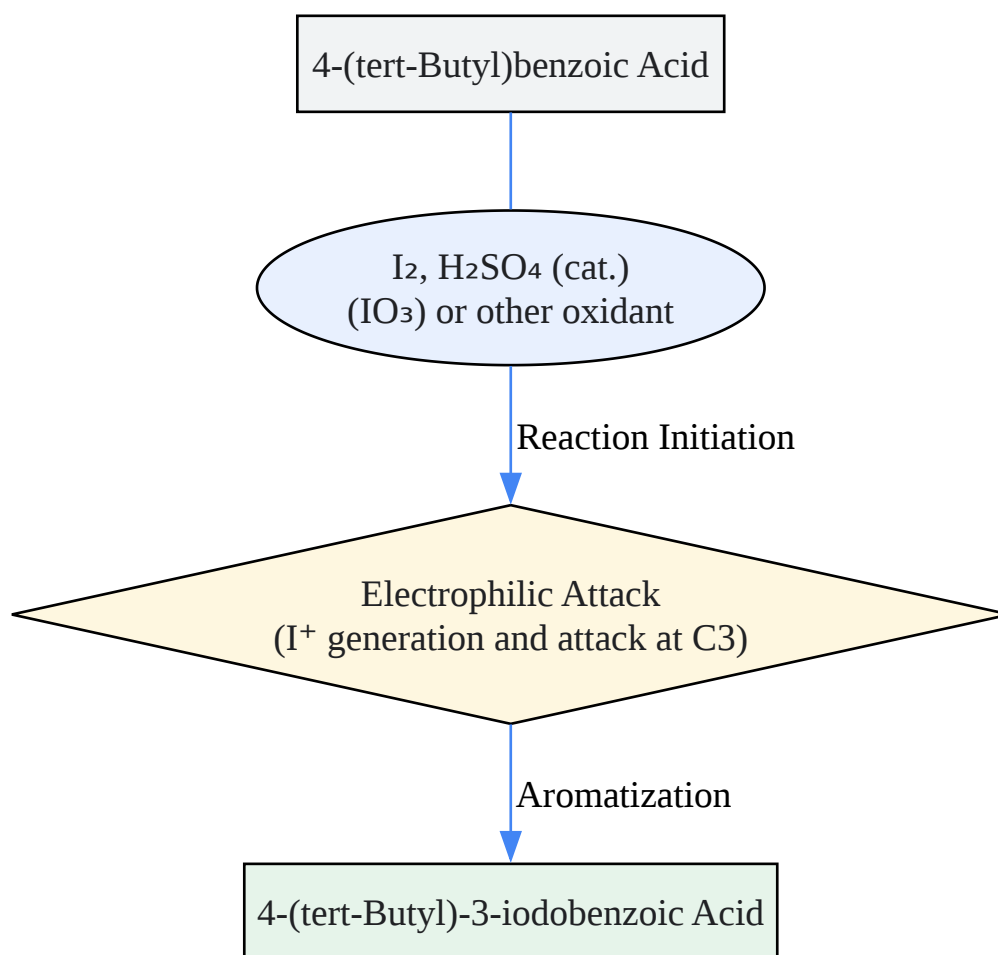 4-(tert-Butyl)benzoic Acid
I₂, H₂SO₄ (cat.)
(IO₃) or other oxidant
Reaction Initiation
Electrophilic Attack
(I⁺ generation and attack at C3)
Aromatization
4-(tert-Butyl)-3-iodobenzoic Acid